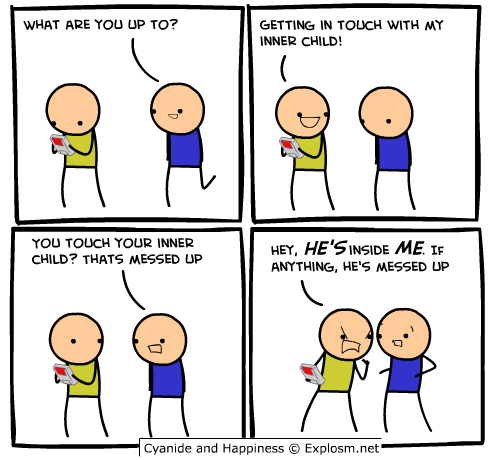 WHAT ARE YOU UP TO?
GETTING IN TOUCH WITH MY
INNER CHILD!
YOU TOUCH YOUR INNER
CHILD? THATS MESSED UP
HEY, HE'S INSIDE ME. IF
ANYTHING, HE'S MESSED UP
Cyanide and Happiness © Explosm.net